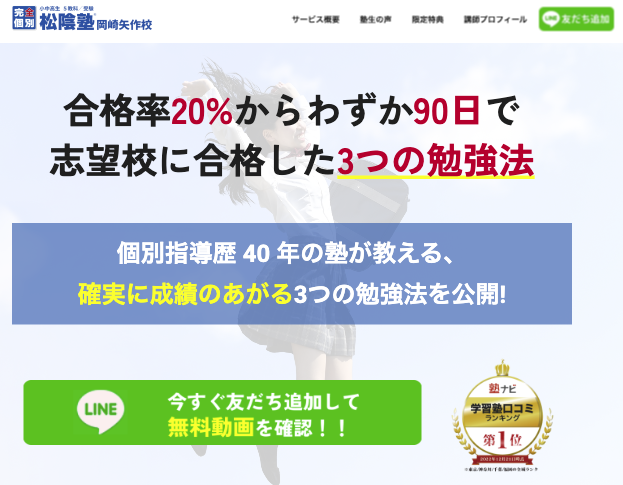 完全個別
小中高生 5教科/受験
松陰塾 岡崎矢作校
サービス概要 塾生の声 限定特典 講師プロフィール
LINE 友だち追加
合格率20%からわずか90日で
志望校に合格した3つの勉強法
個別指導歴 40 年の塾が教える、
確実に成績のあがる3つの勉強法を公開!
LINE
今すぐ友だち追加して
無料動画を確認！！
塾ナビ
学習塾口コミ
ランキング
第1位